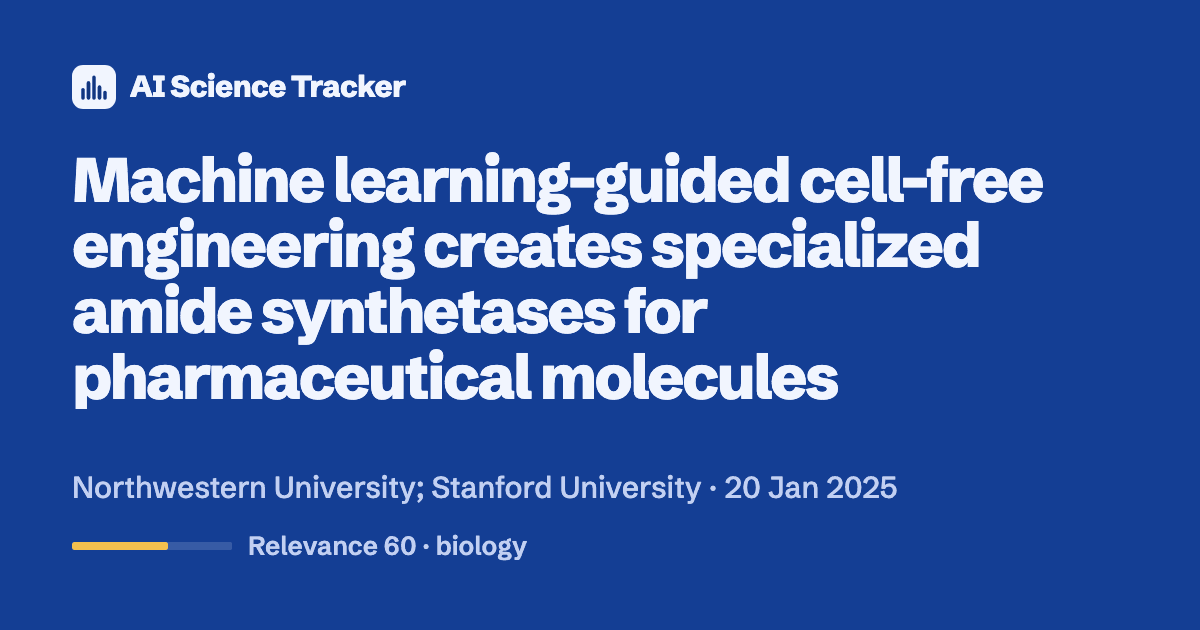 AI Science Tracker
Machine learning-guided cell-free
engineering creates specialized
amide synthetases for
pharmaceutical molecules
Northwestern University; Stanford University · 20 Jan 2025
Relevance 60 · biology